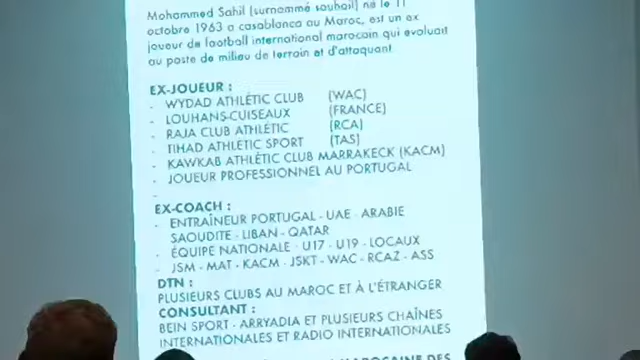 Mohammed Sahil (surnommé souhail) né le 11
octobre 1963 a casablanca au Maroc, est un ex
joueur de football international marocain qui évoluait
au poste de milieu de terrain et d'attaquant.
EX-JOUEUR :
- WYDAD ATHLÉTIC CLUB (WAC)
- LOUHANS-CUISEAUX (FRANCE)
- RAJA CLUB ATHLÉTIC (RCA)
- TIHAD ATHLÉTIC SPORT (TAS)
- KAWKAB ATHLÉTIC CLUB MARRAKECK (KACM)
- JOUEUR PROFESSIONNEL AU PORTUGAL
-
EX-COACH :
- ENTRAÎNEUR PORTUGAL - UAE - ARABIE
SAOUDITE - LIBAN - QATAR
- ÉQUIPE NATIONALE - U17 - U19 - LOCAUX
- JSM - MAT - KACM - JSKT - WAC - RCAZ - ASS
DTN :
PLUSIEURS CLUBS AU MAROC ET À L'ÉTRANGER
CONSULTANT :
BEIN SPORT - ARRYADIA ET PLUSIEURS CHAÎNES
INTERNATIONALES ET RADIO INTERNATIONALES
MAROCAINE DES